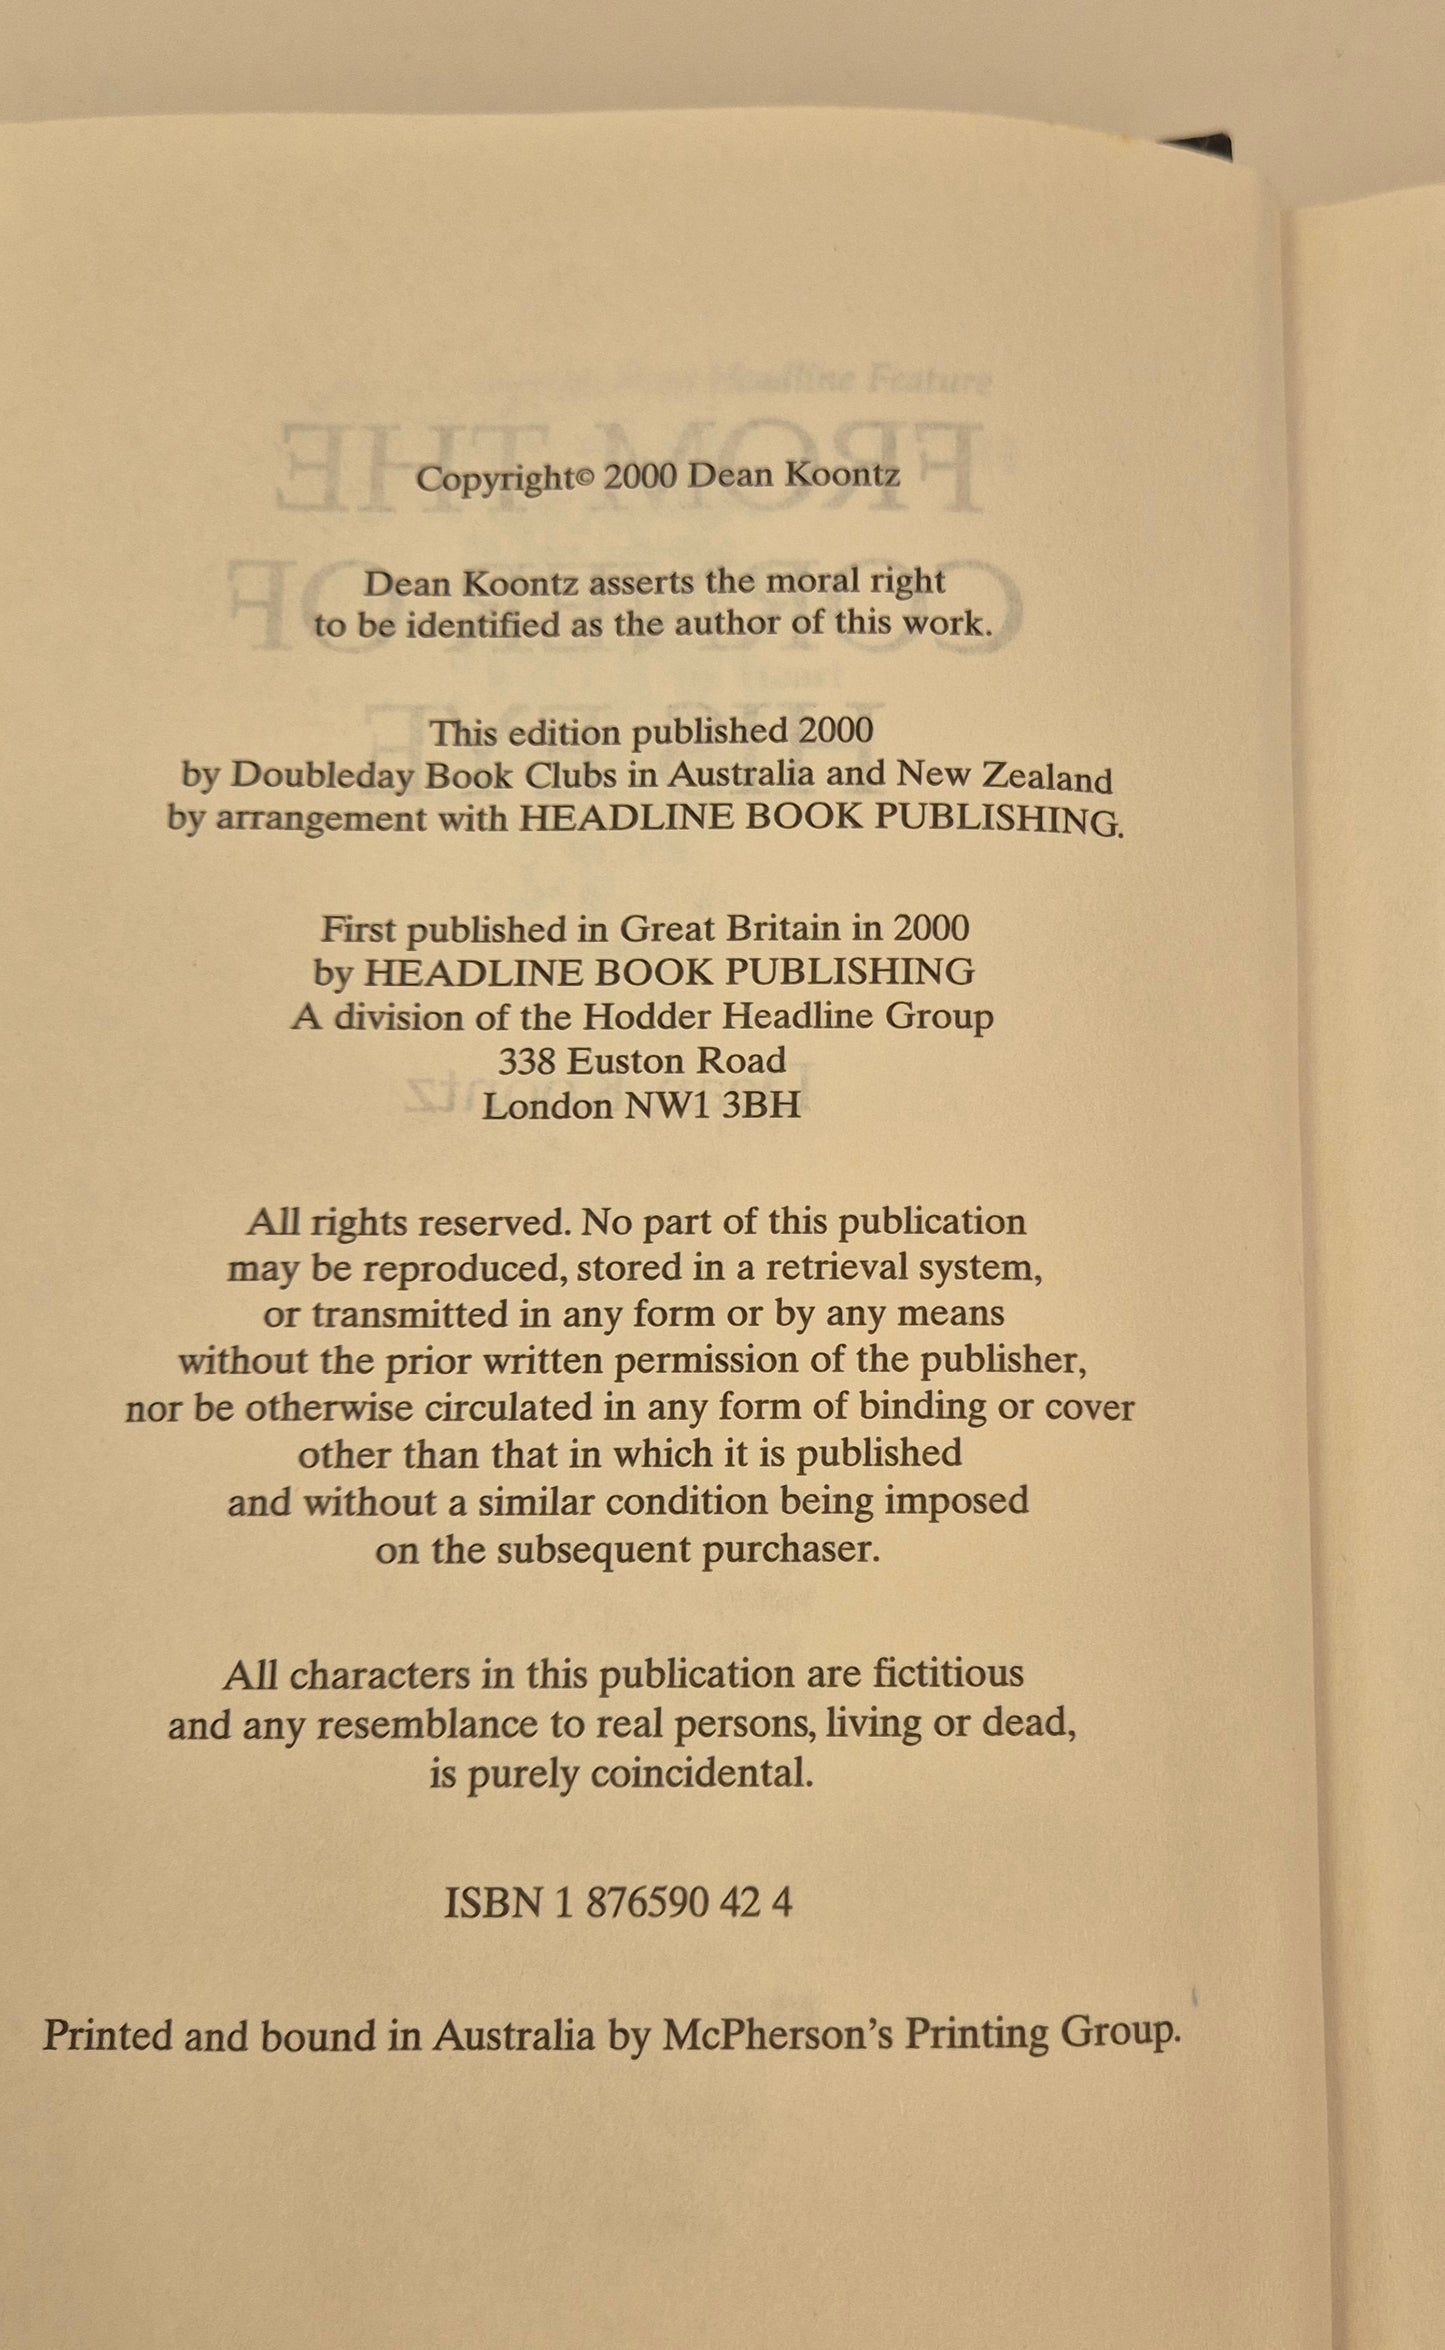 Copyright© 2000 Dean Koontz
Dean Koontz asserts the moral right
to be identified as the author of this work.
This edition published 2000
by Doubleday Book Clubs in Australia and New Zealand
by arrangement with HEADLINE BOOK PUBLISHING.
First published in Great Britain in 2000
by HEADLINE BOOK PUBLISHING
A division of the Hodder Headline Group
338 Euston Road
London NW1 3BH
All rights reserved. No part of this publication
may be reproduced, stored in a retrieval system,
or transmitted in any form or by any means
without the prior written permission of the publisher,
nor be otherwise circulated in any form of binding or cover
other than that in which it is published
and without a similar condition being imposed
on the subsequent purchaser.
All characters in this publication are fictitious
and any resemblance to real persons, living or dead,
is purely coincidental.
ISBN 1 876590 42 4
Printed and bound in Australia by McPherson's Printing Group.